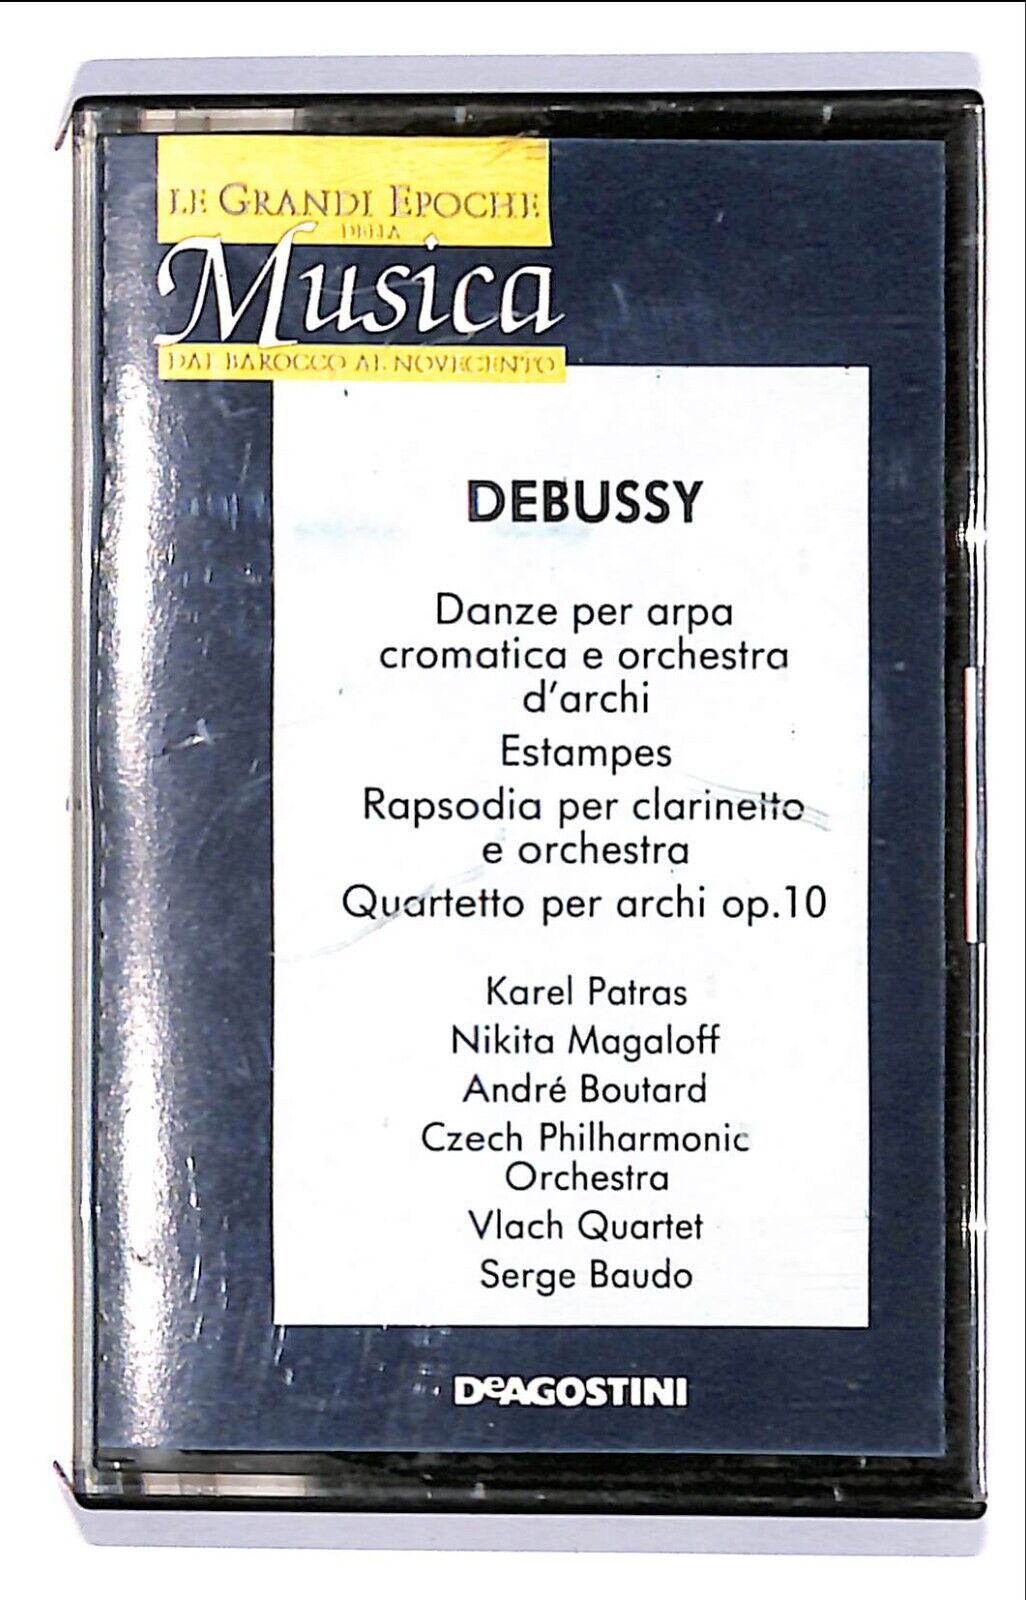 LE GRANDI EPOCHE
DELLA
Musica
DAL BAROCCO AL NOVECENTO
DEBUSSY
Danze per arpa
cromatica e orchestra
d'archi
Estampes
Rapsodia per clarinetto
e orchestra
Quartetto per archi op.10
Karel Patras
Nikita Magaloff
André Boutard
Czech Philharmonic
Orchestra
Vlach Quartet
Serge Baudo
DeAGOSTINI